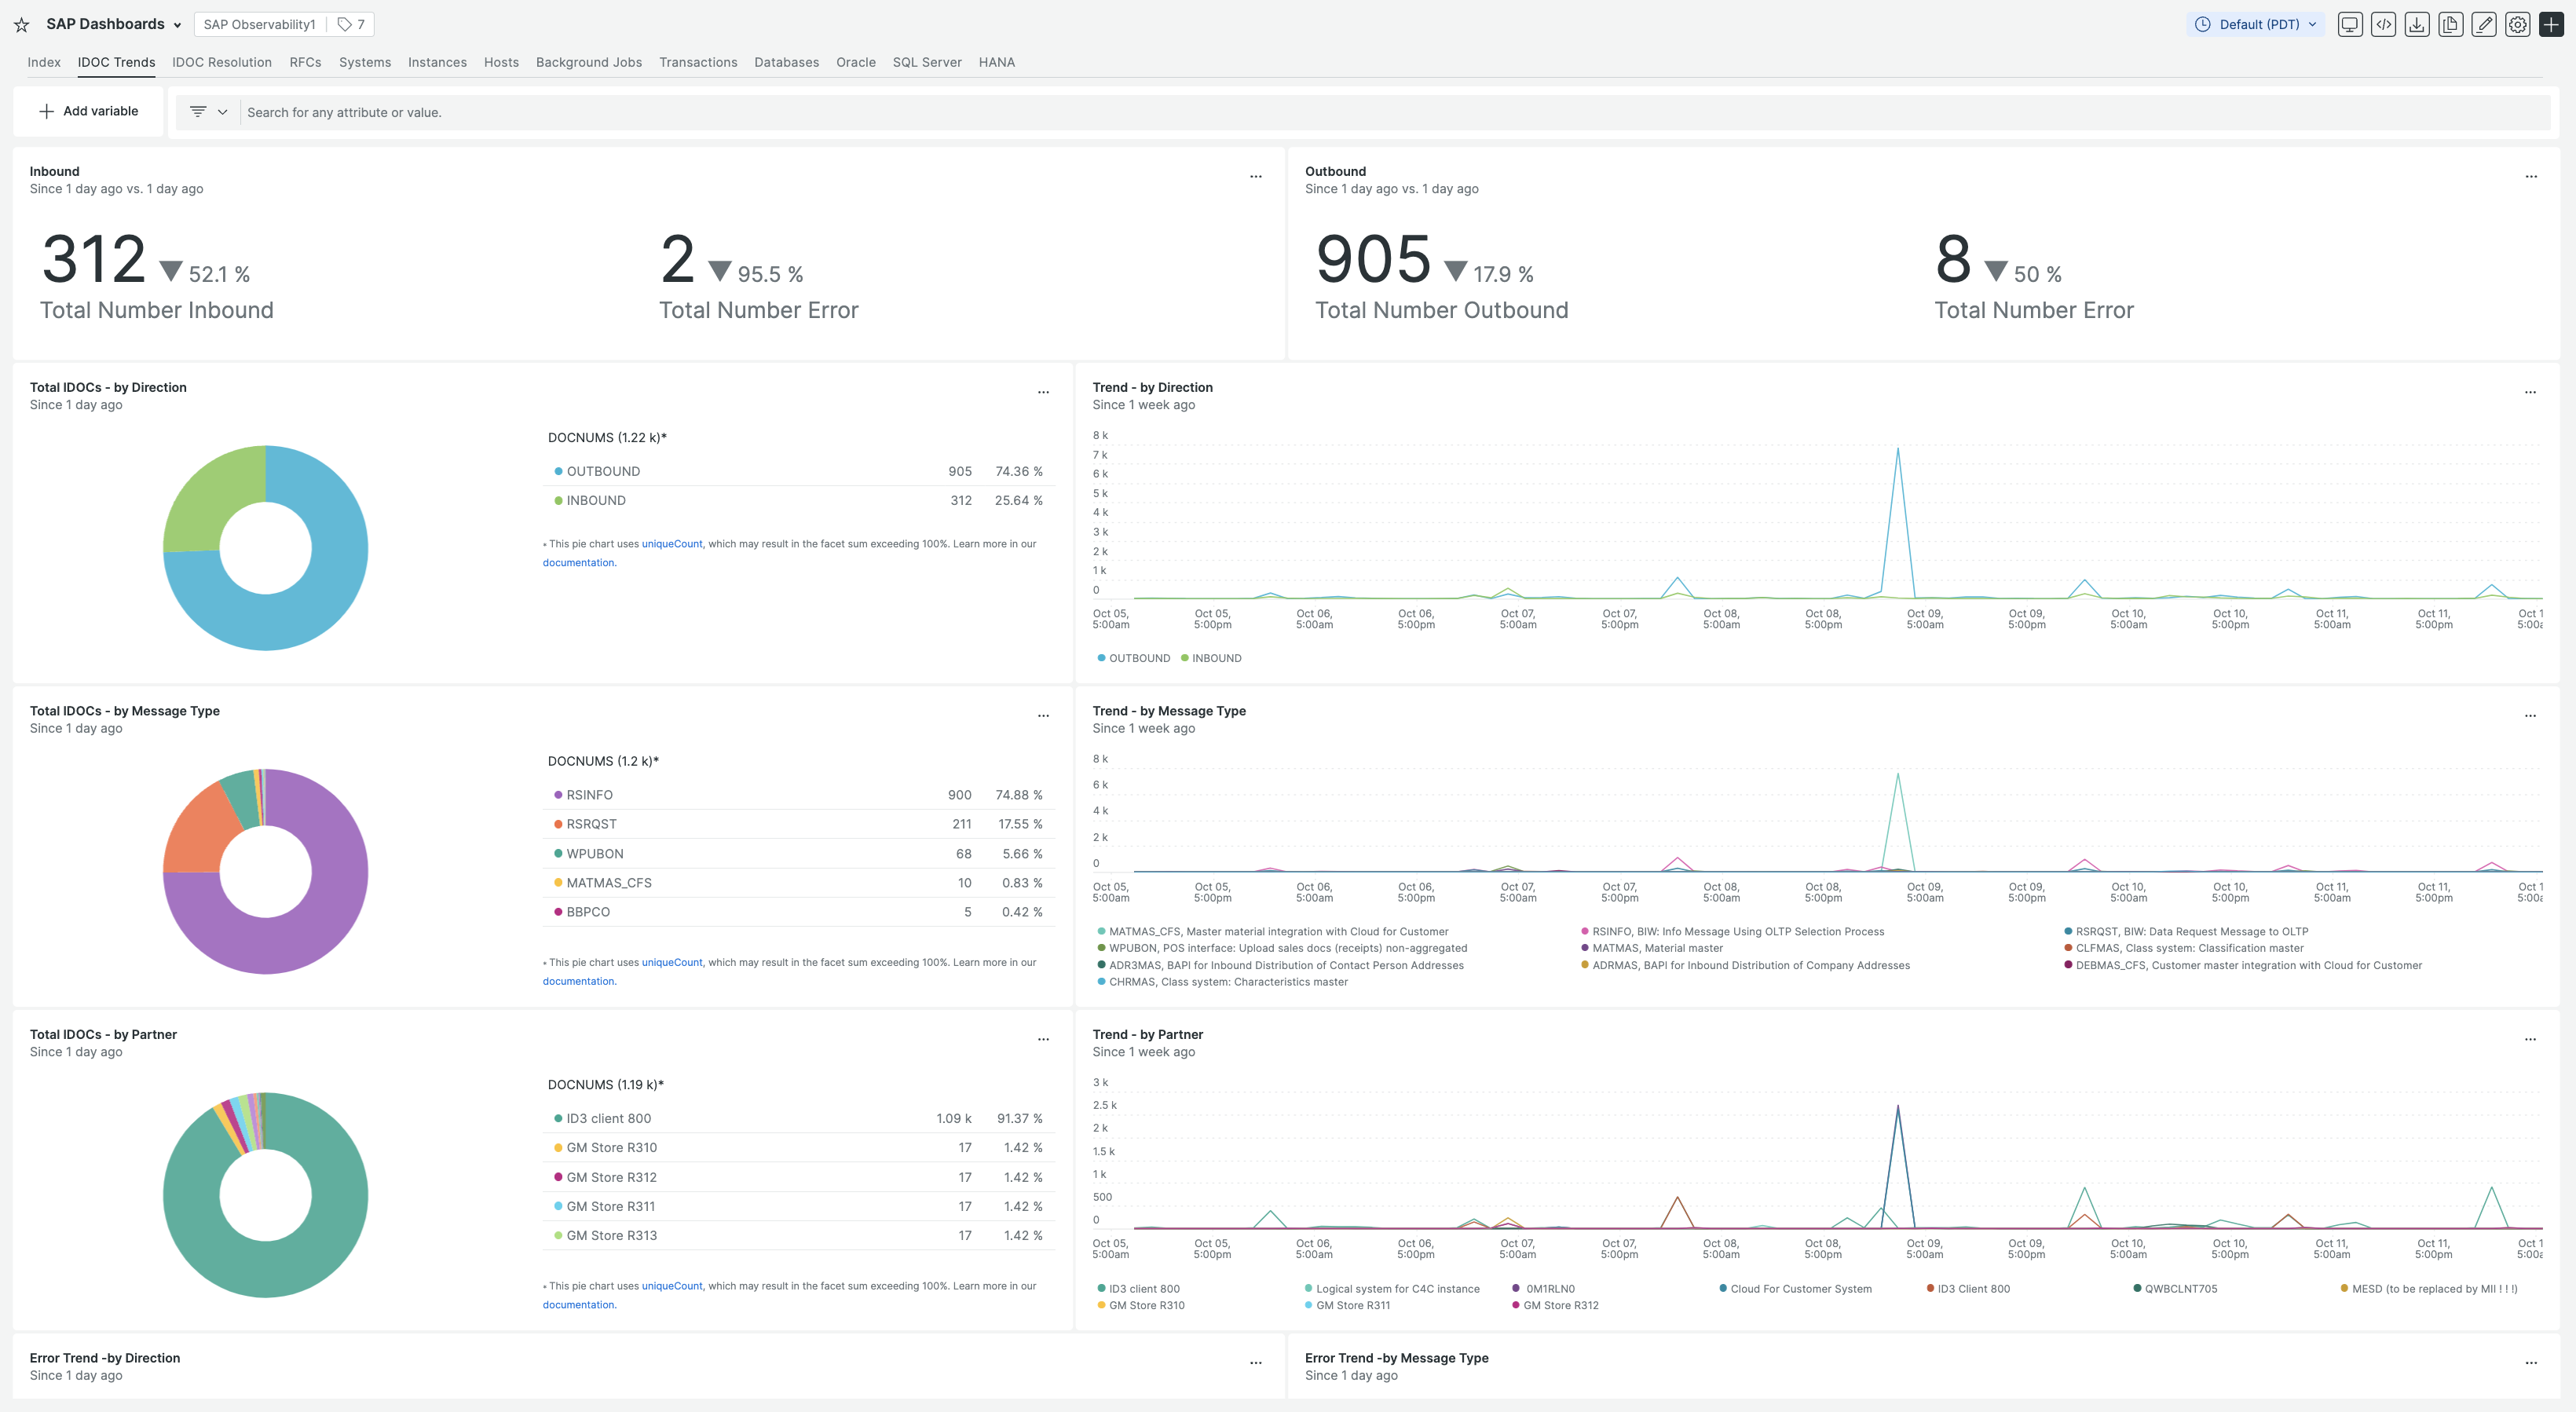 SAP Dashboards
SAP Observability1 7
Default (PDT)
Index IDOC Trends IDOC Resolution RFCs Systems Instances Hosts Background Jobs Transactions Databases Oracle SQL Server HANA
Add variable
Search for any attribute or value.
Inbound
Since 1 day ago vs. 1 day ago
312 52.1 %
Total Number Inbound
2 95.5 %
Total Number Error
Outbound
Since 1 day ago vs. 1 day ago
905 17.9 %
Total Number Outbound
8 50 %
Total Number Error
Total IDOCs - by Direction
Since 1 day ago
DOCNUMS (1.22 k)*
OUTBOUND 905 74.36 %
INBOUND 312 25.64 %
* This pie chart uses uniqueCount, which may result in the facet sum exceeding 100%. Learn more in our
documentation.
Trend - by Direction
Since 1 week ago
8 k
7 k
6 k
5 k
4 k
3 k
2 k
1 k
0
Oct 05, Oct 05, Oct 06, Oct 06, Oct 07, Oct 07, Oct 08, Oct 08, Oct 09, Oct 09, Oct 10, Oct 10, Oct 11, Oct 11, Oct 1
5:00am 5:00pm 5:00am 5:00pm 5:00am 5:00pm 5:00am 5:00pm 5:00am 5:00pm 5:00am 5:00pm 5:00am 5:00pm 5:00a
OUTBOUND INBOUND
Total IDOCs - by Message Type
Since 1 day ago
DOCNUMS (1.2 k)*
RSINFO 900 74.88 %
RSRQST 211 17.55 %
WPUBON 68 5.66 %
MATMAS_CFS 10 0.83 %
BBPCO 5 0.42 %
* This pie chart uses uniqueCount, which may result in the facet sum exceeding 100%. Learn more in our
documentation.
Trend - by Message Type
Since 1 week ago
8 k
6 k
4 k
2 k
0
Oct 05, Oct 05, Oct 06, Oct 06, Oct 07, Oct 07, Oct 08, Oct 08, Oct 09, Oct 09, Oct 10, Oct 10, Oct 11, Oct 11, Oct 1
5:00am 5:00pm 5:00am 5:00pm 5:00am 5:00pm 5:00am 5:00pm 5:00am 5:00pm 5:00am 5:00pm 5:00am 5:00pm 5:00a
MATMAS_CFS, Master material integration with Cloud for Customer RSINFO, BIW: Info Message Using OLTP Selection Process RSRQST, BIW: Data Request Message to OLTP
WPUBON, POS interface: Upload sales docs (receipts) non-aggregated MATMAS, Material master CLFMAS, Class system: Classification master
ADR3MAS, BAPI for Inbound Distribution of Contact Person Addresses ADRMAS, BAPI for Inbound Distribution of Company Addresses DEBMAS_CFS, Customer master integration with Cloud for Customer
CHRMAS, Class system: Characteristics master
Total IDOCs - by Partner
Since 1 day ago
DOCNUMS (1.19 k)*
ID3 client 800 1.09 k 91.37 %
GM Store R310 17 1.42 %
GM Store R312 17 1.42 %
GM Store R311 17 1.42 %
GM Store R313 17 1.42 %
* This pie chart uses uniqueCount, which may result in the facet sum exceeding 100%. Learn more in our
documentation.
Trend - by Partner
Since 1 week ago
3 k
2.5 k
2 k
1.5 k
1 k
500
0
Oct 05, Oct 05, Oct 06, Oct 06, Oct 07, Oct 07, Oct 08, Oct 08, Oct 09, Oct 09, Oct 10, Oct 10, Oct 11, Oct 11, Oct 1
5:00am 5:00pm 5:00am 5:00pm 5:00am 5:00pm 5:00am 5:00pm 5:00am 5:00pm 5:00am 5:00pm 5:00am 5:00pm 5:00a
ID3 client 800 Logical system for C4C instance 0M1RLN0 Cloud For Customer System ID3 Client 800 QWBCLNT705 MESD (to be replaced by MII ! ! !)
GM Store R310 GM Store R311 GM Store R312
Error Trend -by Direction
Since 1 day ago
Error Trend -by Message Type
Since 1 day ago